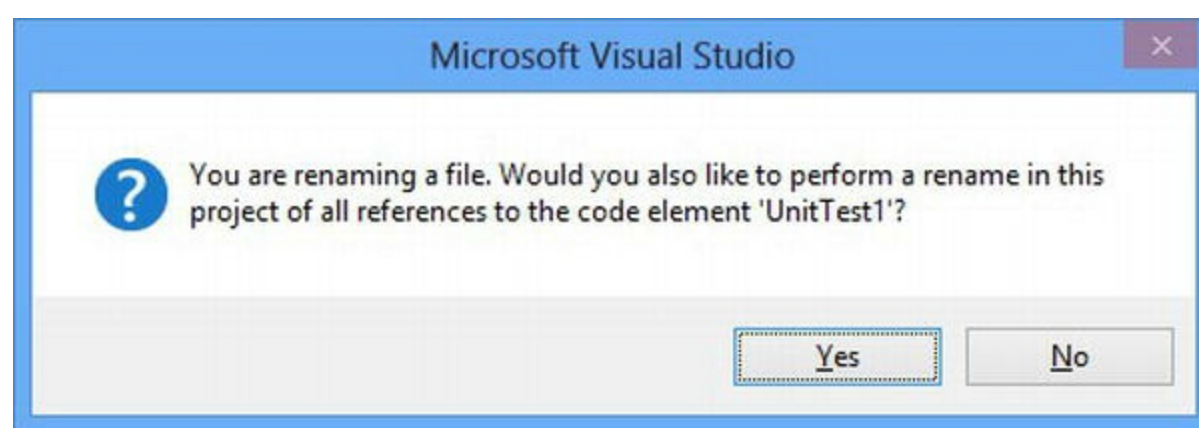 Microsoft Visual Studio
You are renaming a file. Would you also like to perform a rename in this
project of all references to the code element 'UnitTest1'?
Yes
No